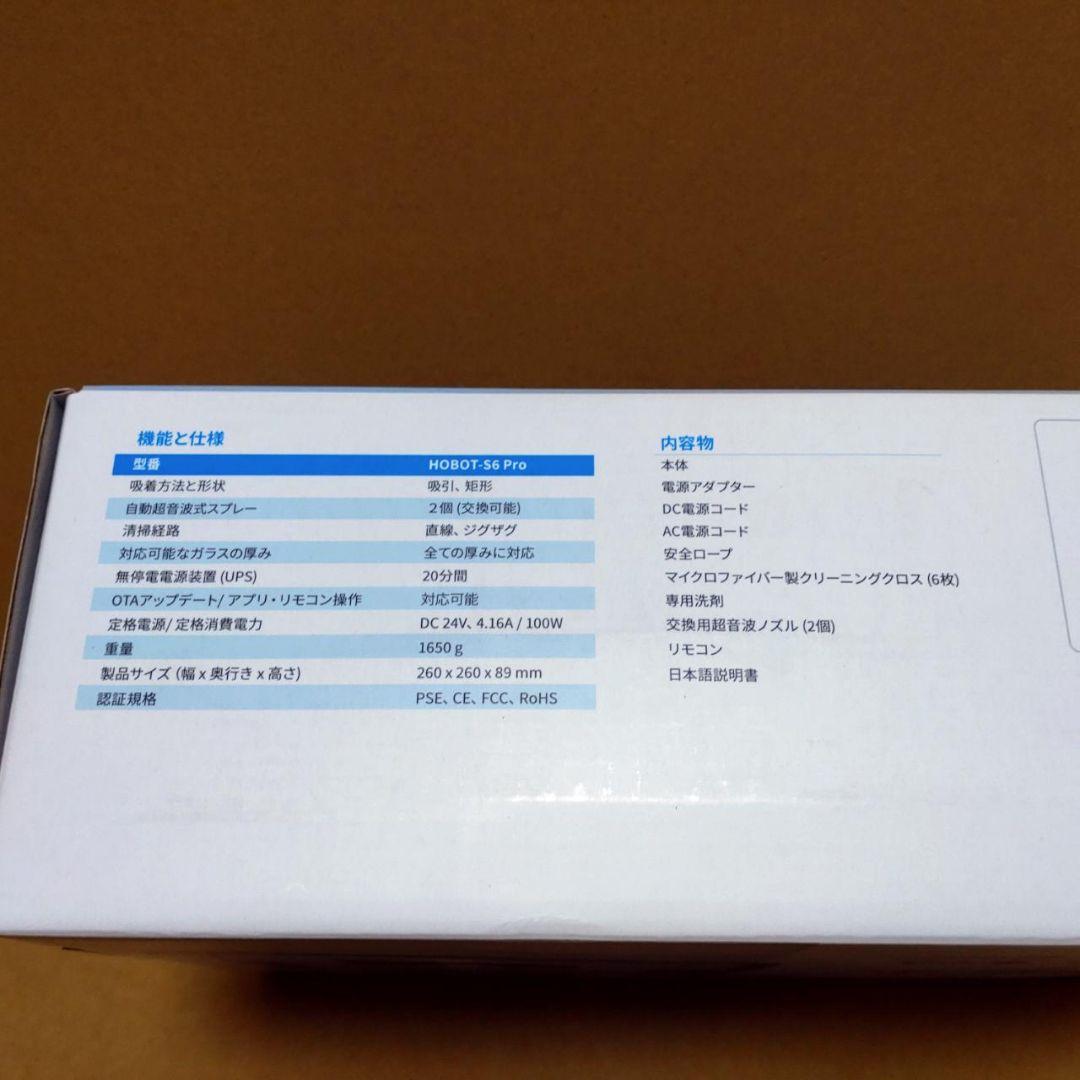 機能と仕様
型番 HOBOT-S6 Pro
吸着方法と形状 吸引、矩形
自動超音波式スプレー 2個 (交換可能)
清掃経路 直線、ジグザグ
対応可能なガラスの厚み 全ての厚みに対応
無停電電源装置 (UPS) 20分間
OTAアップデート/ アプリ・リモコン操作 対応可能
定格電源/ 定格消費電力 DC 24V、4.16A / 100W
重量 1650 g
製品サイズ (幅 x 奥行き x 高さ) 260 x 260 x 89 mm
認証規格 PSE、CE、FCC、RoHS
内容物
本体
電源アダプター
DC電源コード
AC電源コード
安全ロープ
マイクロファイバー製クリーニングクロス (6枚)
専用洗剤
交換用超音波ノズル (2個)
リモコン
日本語説明書